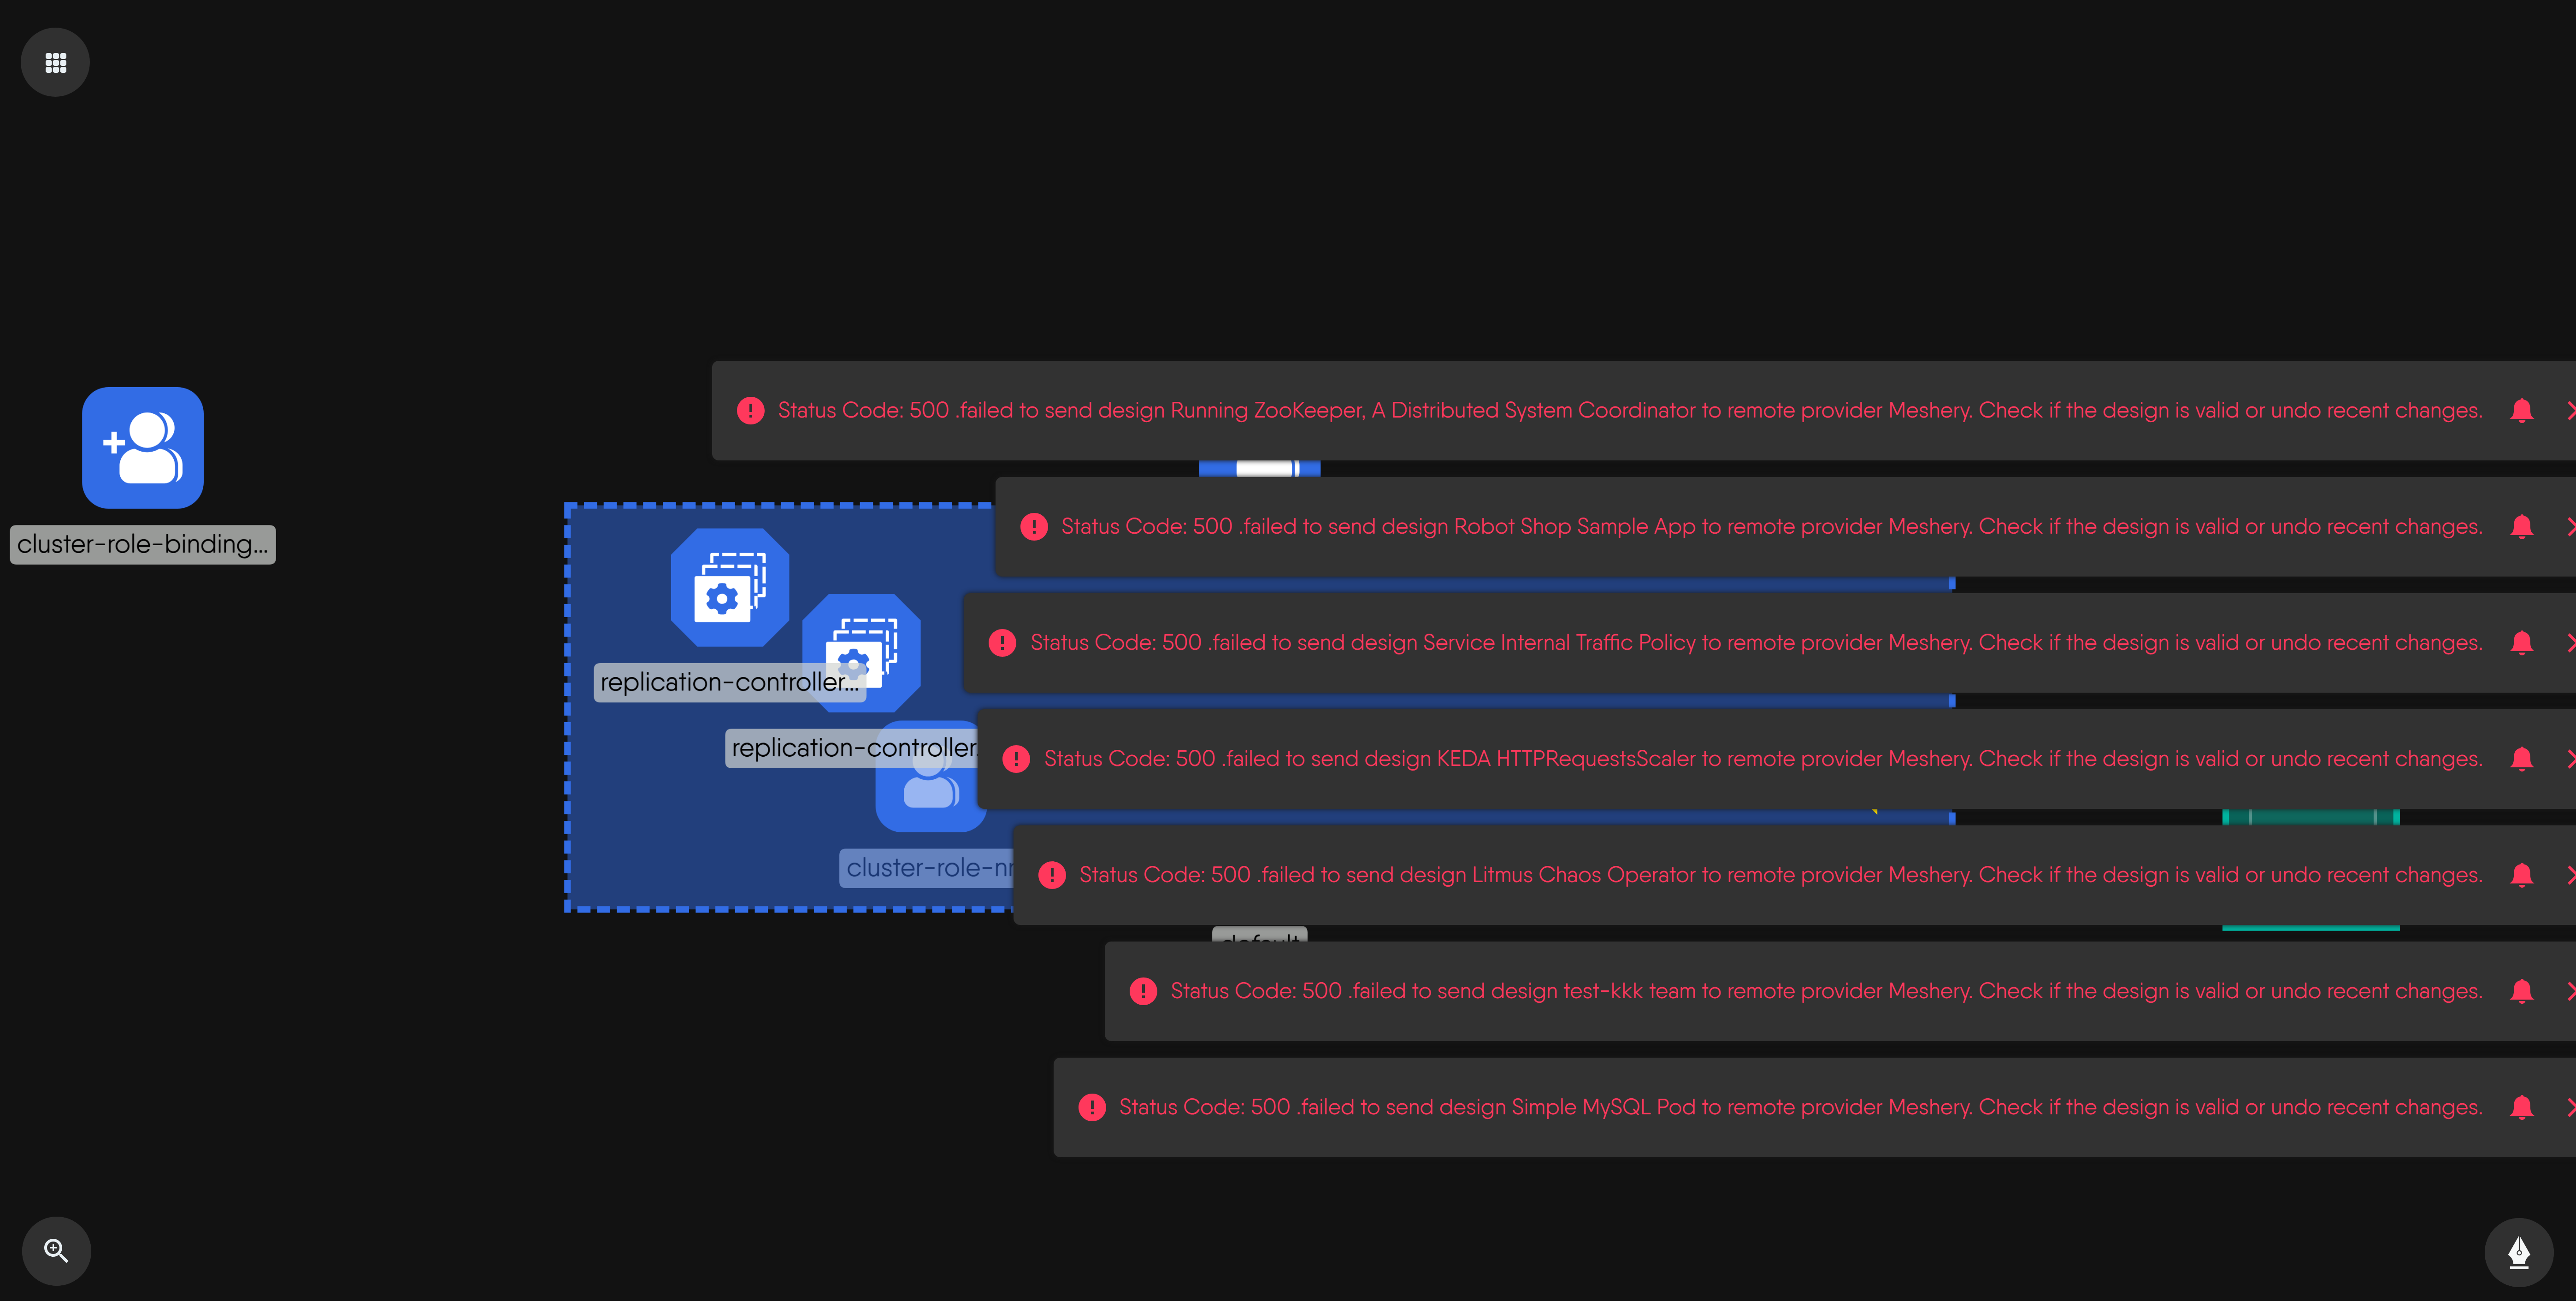 Status Code: 500 .failed to send design Running ZooKeeper, A Distributed System Coordinator to remote provider Meshery. Check if the design is valid or undo recent changes.
Status Code: 500 .failed to send design Robot Shop Sample App to remote provider Meshery. Check if the design is valid or undo recent changes.
cluster-role-binding...
Status Code: 500 .failed to send design Service Internal Traffic Policy to remote provider Meshery. Check if the design is valid or undo recent changes.
replication-controller...
replication-controller
Status Code: 500 .failed to send design KEDA HTTPRequestsScaler to remote provider Meshery. Check if the design is valid or undo recent changes.
cluster-role-nr
Status Code: 500 .failed to send design Litmus Chaos Operator to remote provider Meshery. Check if the design is valid or undo recent changes.
default
Status Code: 500 .failed to send design test-kkk team to remote provider Meshery. Check if the design is valid or undo recent changes.
Status Code: 500 .failed to send design Simple MySQL Pod to remote provider Meshery. Check if the design is valid or undo recent changes.